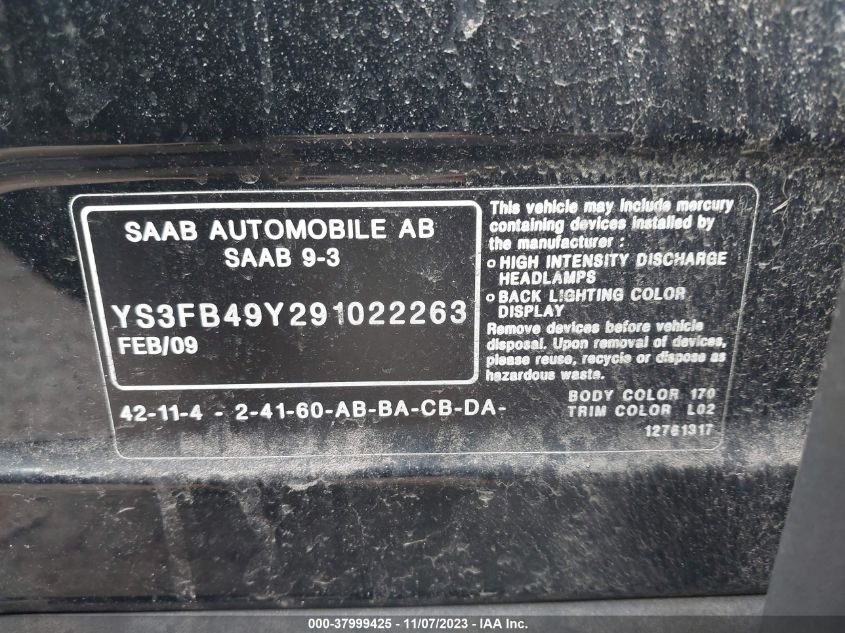 SAAB AUTOMOBILE AB
SAAB 9-3
YS3FB49Y291022263
FEB/09
This vehicle may include mercury
containing devices installed by
the manufacturer :
o HIGH INTENSITY DISCHARGE
HEADLAMPS
o BACK LIGHTING COLOR
DISPLAY
Remove devices before vehicle
disposal. Upon removal of devices,
please reuse, recycle or dispose as
hazardous waste.
42-11-4 - 2-41-60-AB-BA-CB-DA-
BODY COLOR 170
TRIM COLOR L02
12761317
000-37999425 - 11/07/2023 - IAA Inc.